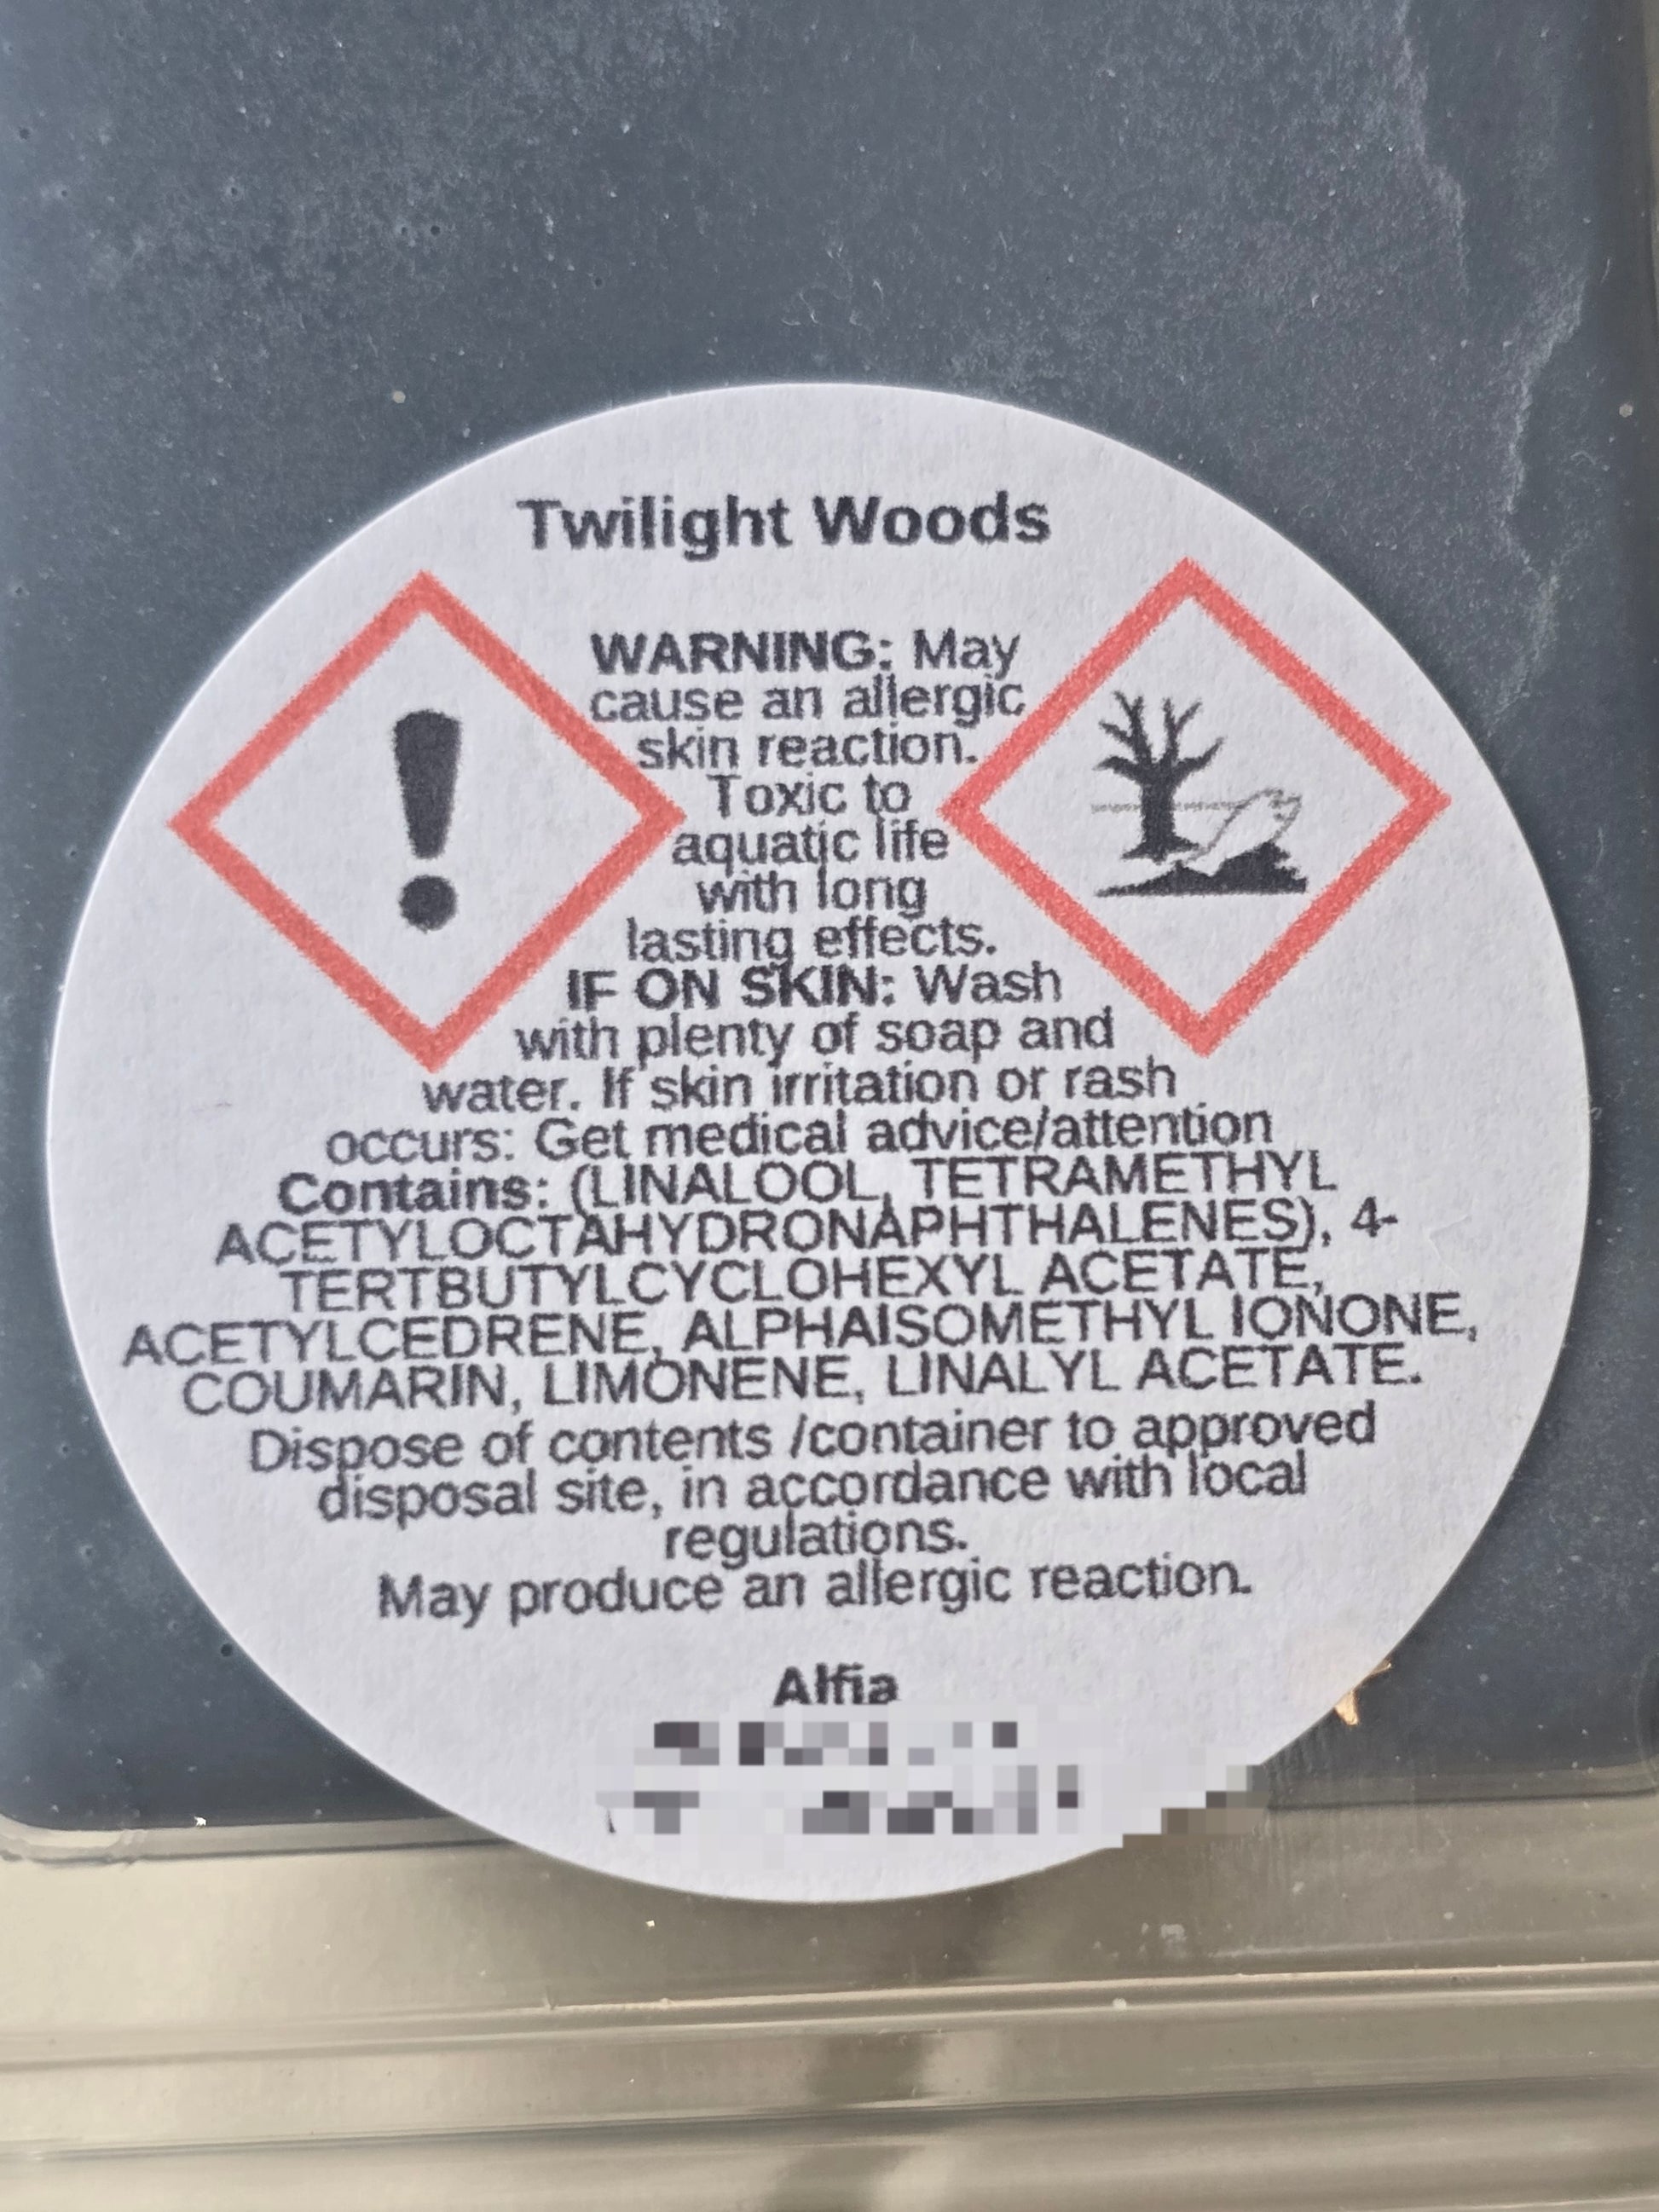 Twilight Woods
WARNING: May
cause an allergic
skin reaction.
Toxic to
aquatic life
with long
lasting effects.
IF ON SKIN: Wash
with plenty of soap and
water. If skin irritation or rash
occurs: Get medical advice/attention
Contains: (LINALOOL, TETRAMETHYL
ACETYLOCTAHYDRONAPHTHALENES), 4-
TERTBUTYLCYCLOHEXYL ACETATE,
ACETYLCEDRENE, ALPHAISOMETHYL IONONE,
COUMARIN, LIMONENE, LINALYL ACETATE.
Dispose of contents /container to approved
disposal site, in accordance with local
regulations.
May produce an allergic reaction.
Alfia